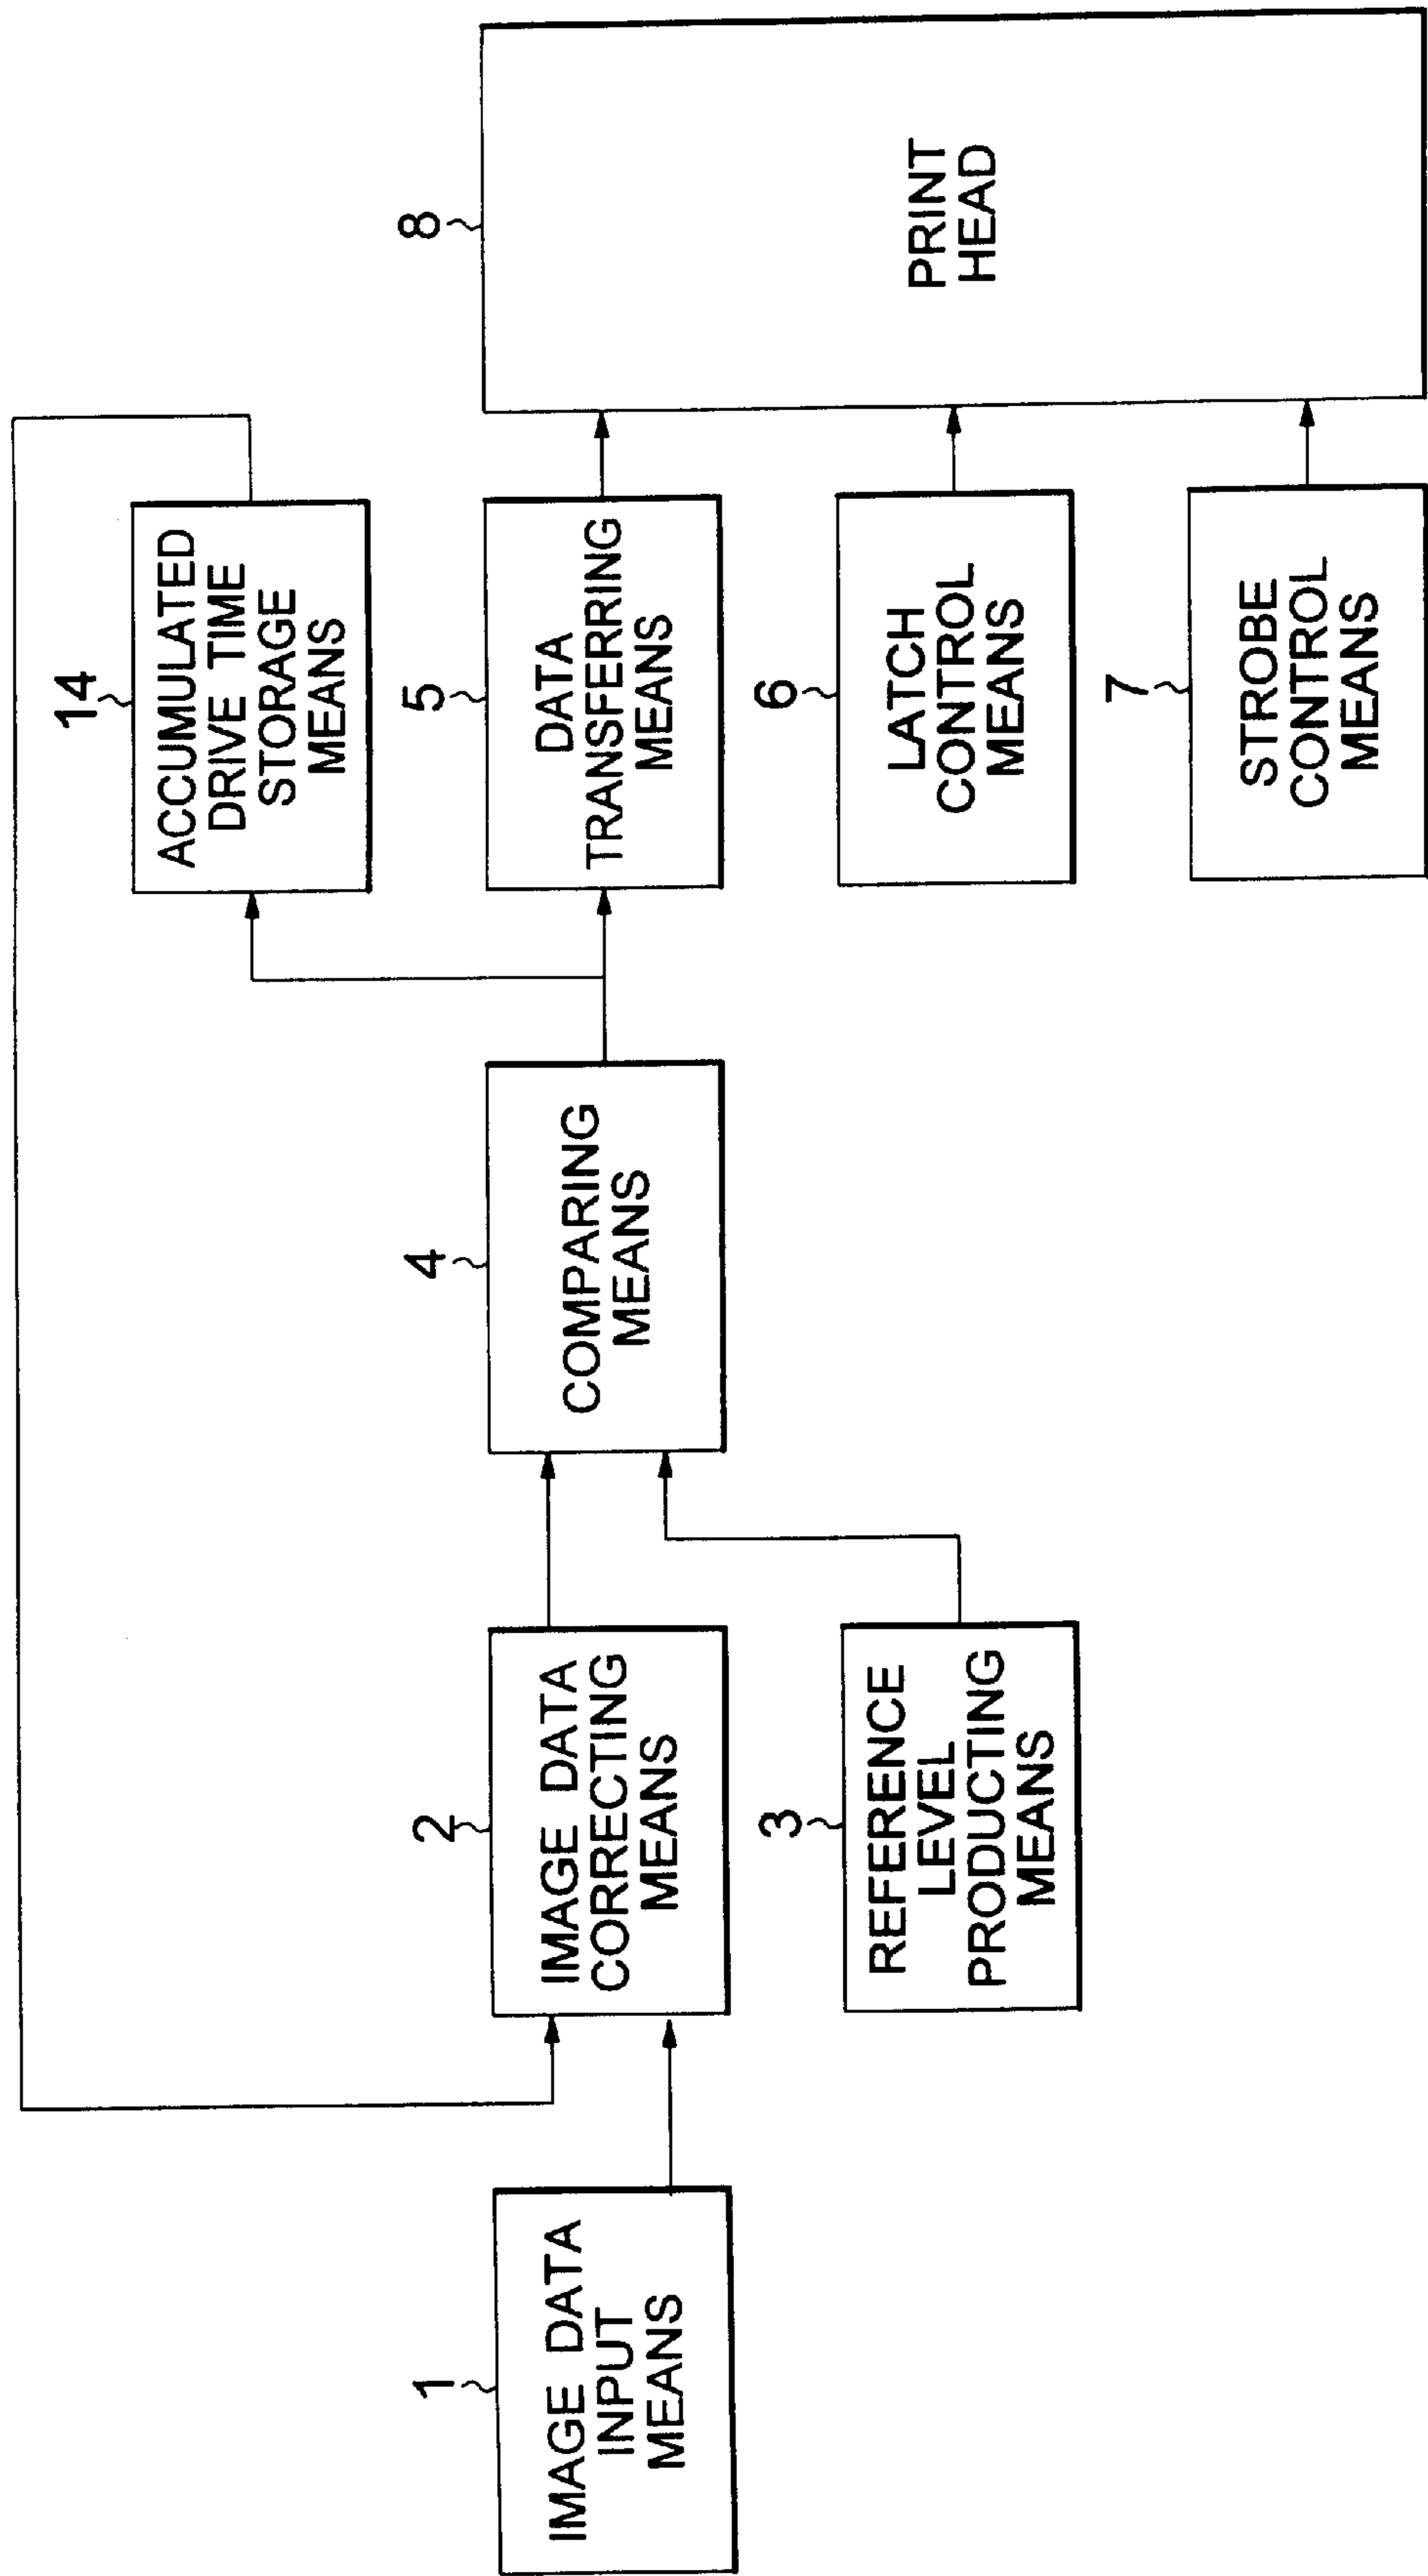 1
IMAGE DATA
INPUT
MEANS
2
IMAGE DATA
CORRECTING
MEANS
3
REFERENCE
LEVEL
PRODUCTING
MEANS
4
COMPARING
MEANS
14
ACCUMULATED
DRIVE TIME
STORAGE
MEANS
5
DATA
TRANSFERRING
MEANS
6
LATCH
CONTROL
MEANS
7
STROBE
CONTROL
MEANS
8
PRINT
HEAD